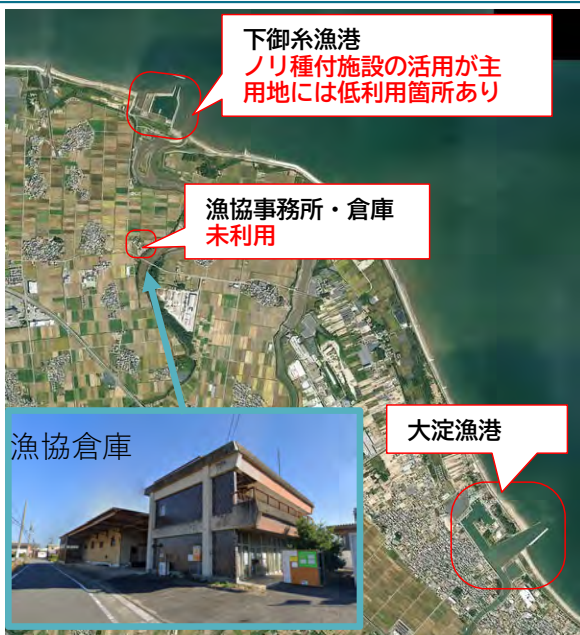 下御糸漁港
ノリ種付施設の活用が主
用地には低利用箇所あり
漁協事務所・倉庫
未利用
大淀漁港
漁協倉庫